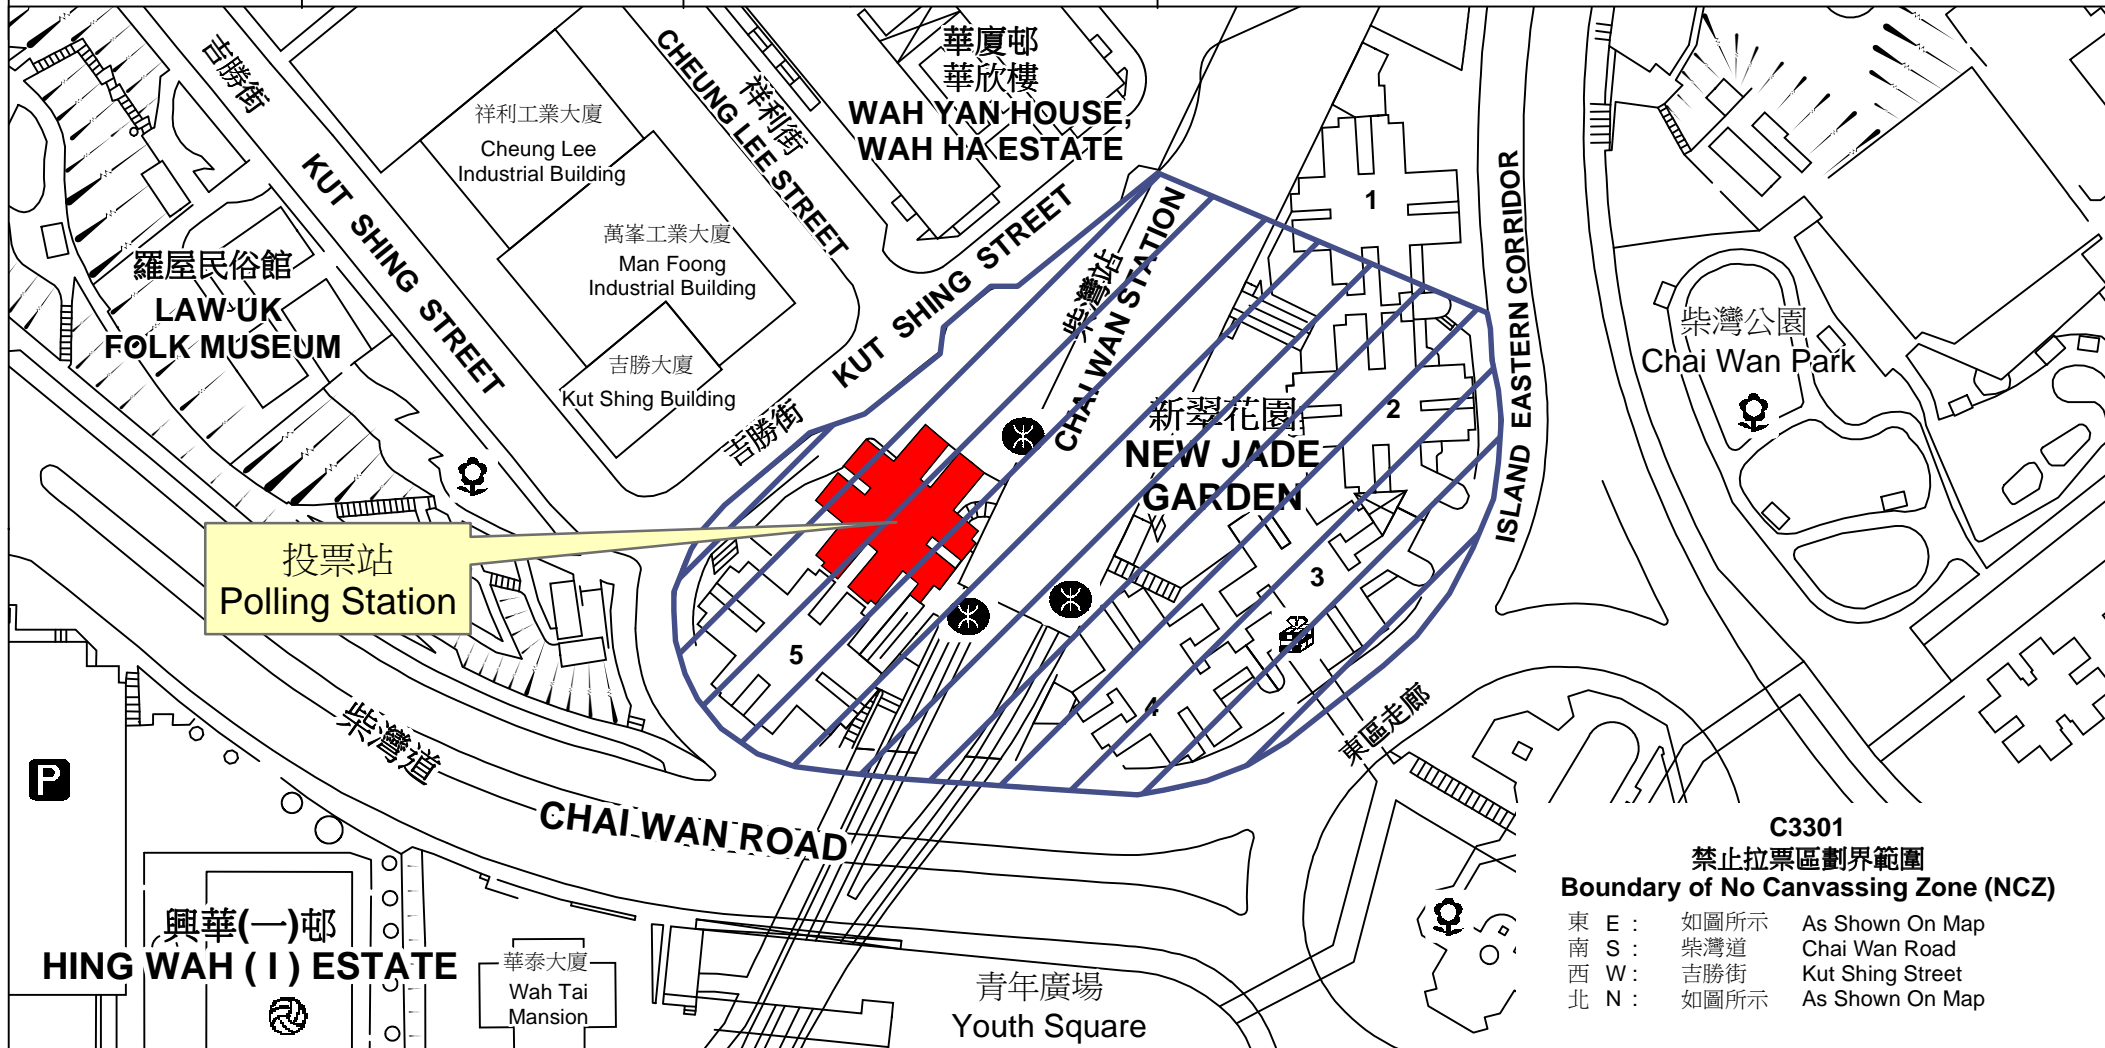 吉勝街
KUT SHING STREET
祥利工業大廈
Cheung Lee
Industrial Building
祥利街
CHEUNG LEE STREET
華廈邨
華欣樓
WAH YAN HOUSE,
WAH HA ESTATE
萬峯工業大廈
Man Foong
Industrial Building
吉勝大廈
Kut Shing Building
羅屋民俗館
LAW UK
FOLK MUSEUM
吉勝街
KUT SHING STREET
柴灣站
CHAI WAN STATION
1
2
3
4
5
新翠花園
NEW JADE
GARDEN
ISLAND EASTERN CORRIDOR
東區走廊
柴灣公園
Chai Wan Park
投票站
Polling Station
柴灣道
CHAI WAN ROAD
P
興華(一)邨
HING WAH ( I ) ESTATE
華泰大廈
Wah Tai
Mansion
青年廣場
Youth Square
C3301
禁止拉票區劃界範圍
Boundary of No Canvassing Zone (NCZ)
東 E : 如圖所示 As Shown On Map
南 S : 柴灣道 Chai Wan Road
西 W : 吉勝街 Kut Shing Street
北 N : 如圖所示 As Shown On Map